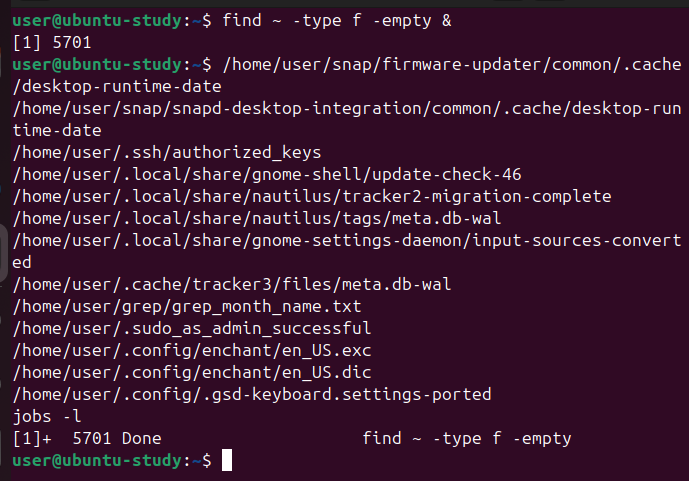 user@ubuntu-study:~$ find ~ -type f -empty &
[1] 5701
user@ubuntu-study:~$ /home/user/snap/firmware-updater/common/.cache
/desktop-runtime-date
/home/user/snap/snapd-desktop-integration/common/.cache/desktop-run
time-date
/home/user/.ssh/authorized_keys
/home/user/.local/share/gnome-shell/update-check-46
/home/user/.local/share/nautilus/tracker2-migration-complete
/home/user/.local/share/nautilus/tags/meta.db-wal
/home/user/.local/share/gnome-settings-daemon/input-sources-convert
ed
/home/user/.cache/tracker3/files/meta.db-wal
/home/user/grep/grep_month_name.txt
/home/user/.sudo_as_admin_successful
/home/user/.config/enchant/en_US.exc
/home/user/.config/enchant/en_US.dic
/home/user/.config/.gsd-keyboard.settings-ported
jobs -l
[1]+  5701 Done                    find ~ -type f -empty
user@ubuntu-study:~$